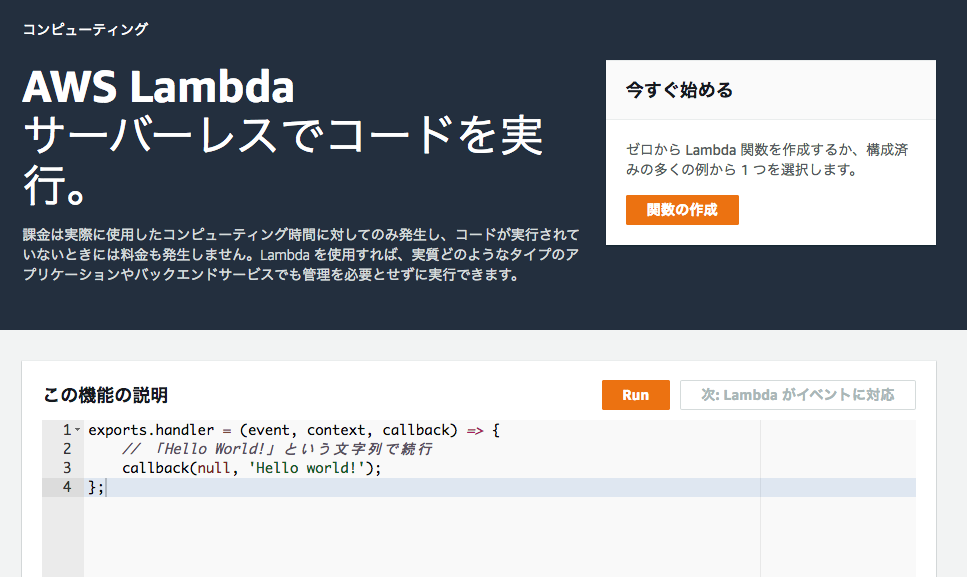 コンピューティング
AWS Lambda
サーバーレスでコードを実
行。
課金は実際に使用したコンピューティング時間に対してのみ発生し、コードが実行されて
いないときには料金も発生しません。Lambda を使用すれば、実質どのようなタイプのア
プリケーションやバックエンドサービスでも管理を必要とせずに実行できます。
今すぐ始める
ゼロから Lambda 関数を作成するか、構成済
みの多くの例から 1 つを選択します。
関数の作成
この機能の説明
Run
次: Lambda がイベントに対応
1 exports.handler = (event, context, callback) => {
2 // 「Hello World!」という文字列で続行
3 callback(null, 'Hello world!');
4 };